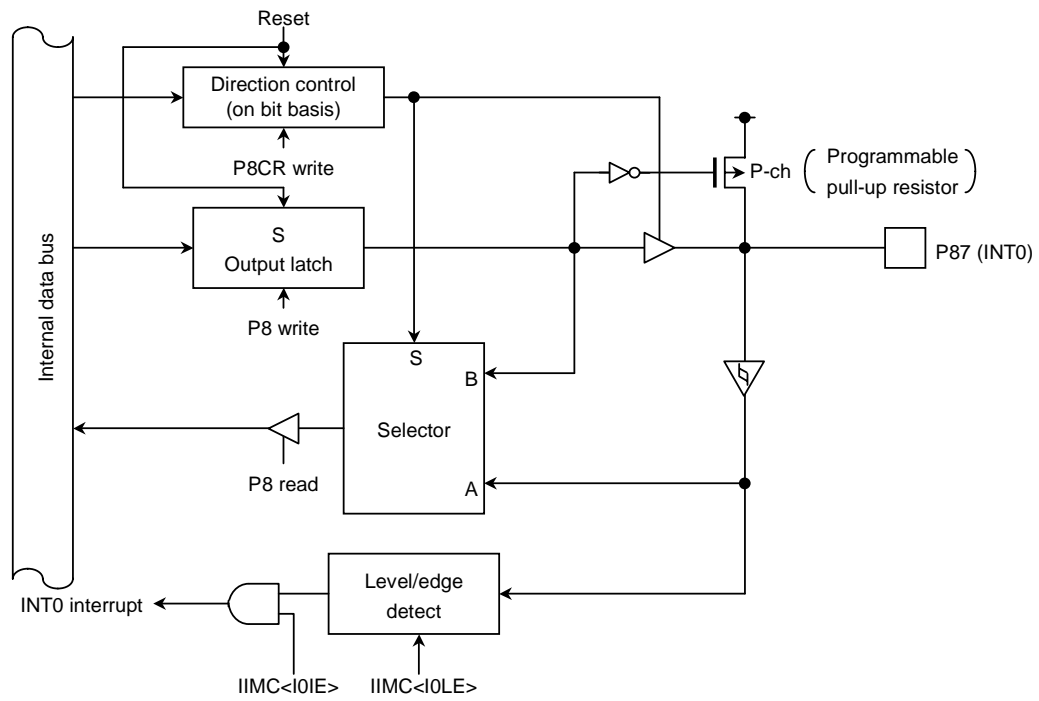 Reset
Direction control
(on bit basis)
P8CR write
P-ch
Programmable
pull-up resistor
S
Output latch
P87 (INT0)
P8 write
Internal data bus
S
B
Selector
A
P8 read
Level/edge
detect
INT0 interrupt
IIMC<I0IE>
IIMC<I0LE>